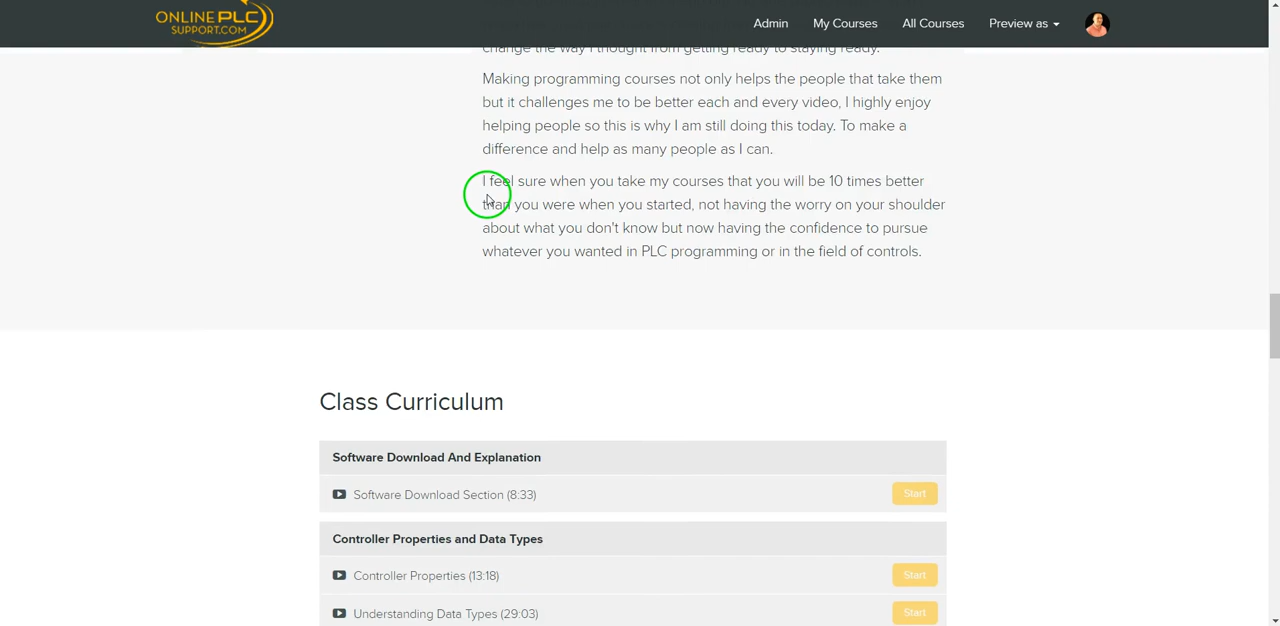 ONLINE PLC
SUPPORT.COM
Admin
My Courses
All Courses
Preview as
change the way I thought from getting ready to staying ready.
Making programming courses not only helps the people that take them
but it challenges me to be better each and every video, I highly enjoy
helping people so this is why I am still doing this today. To make a
difference and help as many people as I can.
I feel sure when you take my courses that you will be 10 times better
than you were when you started, not having the worry on your shoulder
about what you don't know but now having the confidence to pursue
whatever you wanted in PLC programming or in the field of controls.
Class Curriculum
Software Download And Explanation
Software Download Section (8:33)
Start
Controller Properties and Data Types
Controller Properties (13:18)
Start
Understanding Data Types (29:03)
Start